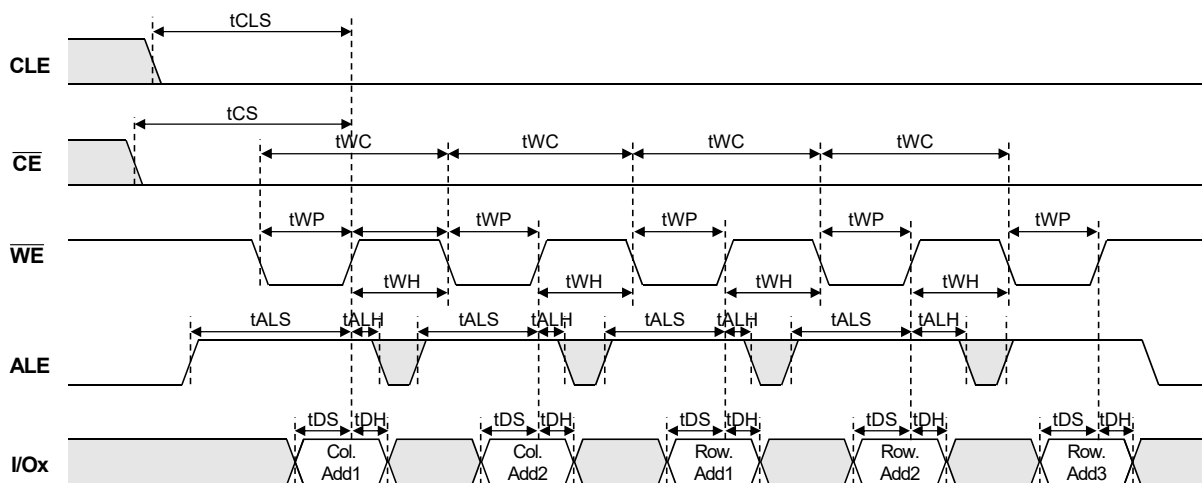 tCLS
CLE
tCS
CE
tWC tWC tWC tWC
tWP tWP tWP tWP tWP
WE
tWH tWH tWH tWH
tALS tALH tALS tALH tALS tALH tALS tALH
ALE
tDS tDH tDS tDH tDS tDH tDS tDH tDS tDH
I/Ox
Col. Add1
Col. Add2
Row. Add1
Row. Add2
Row. Add3